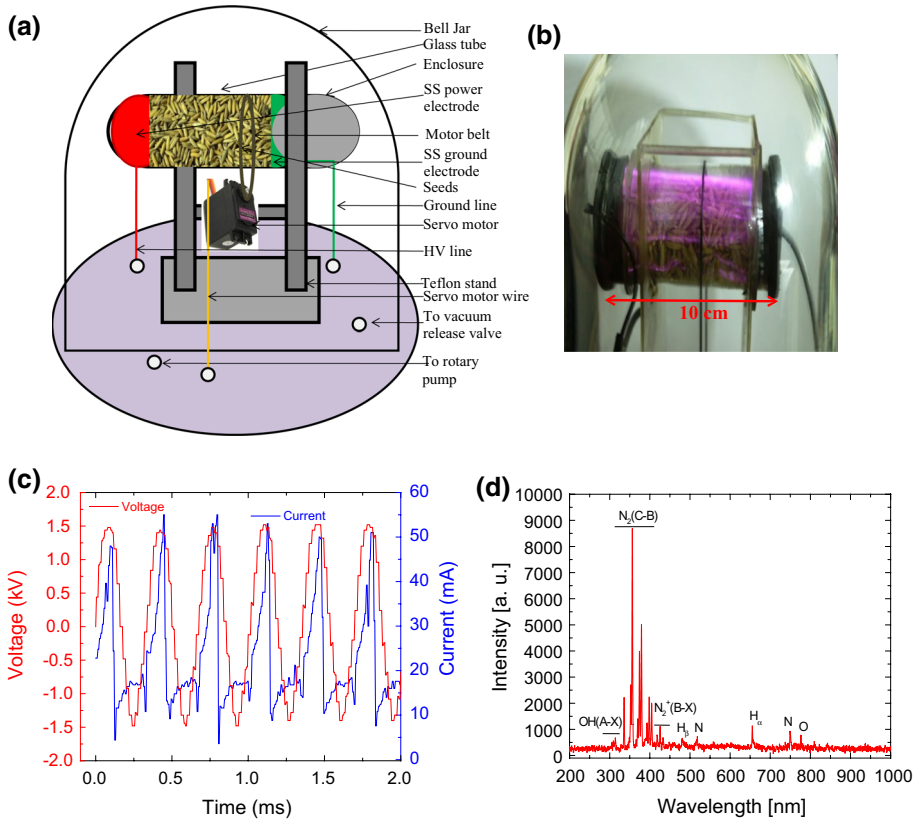 (a)
Bell Jar
Glass tube
Enclosure
SS power
electrode
Motor belt
SS ground
electrode
Seeds
Ground line
Servo motor
HV line
Teflon stand
Servo motor wire
To vacuum
release valve
To rotary
pump
(b)
10 cm
(c)
Voltage
Current
Voltage (kV)
2.0
1.5
1.0
0.5
0.0
-0.5
-1.0
-1.5
-2.0
60
50
40
30
20
10
0
Current (mA)
0.0 0.5 1.0 1.5 2.0
Time (ms)
(d)
Intensity [a. u.]
10000
9000
8000
7000
6000
5000
4000
3000
2000
1000
0
N₂(C-B)
OH(A-X)
N₂⁺(B-X)
Hᵦ
N
Hα
N
O
200 300 400 500 600 700 800 900 1000
Wavelength [nm]